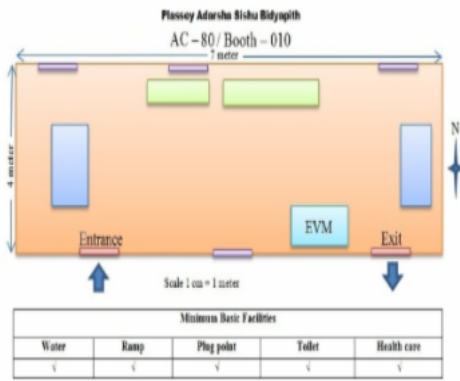 Plassey Adarsha Sishu Bidyapith
AC – 80 / Booth – 010
7 meter
4 meter
N
EVM
Entrance
Exit
Scale 1 cm = 1 meter
Minimum Basic Facilities
Water Ramp Plug point Toilet Health care
√ √ √ √ √